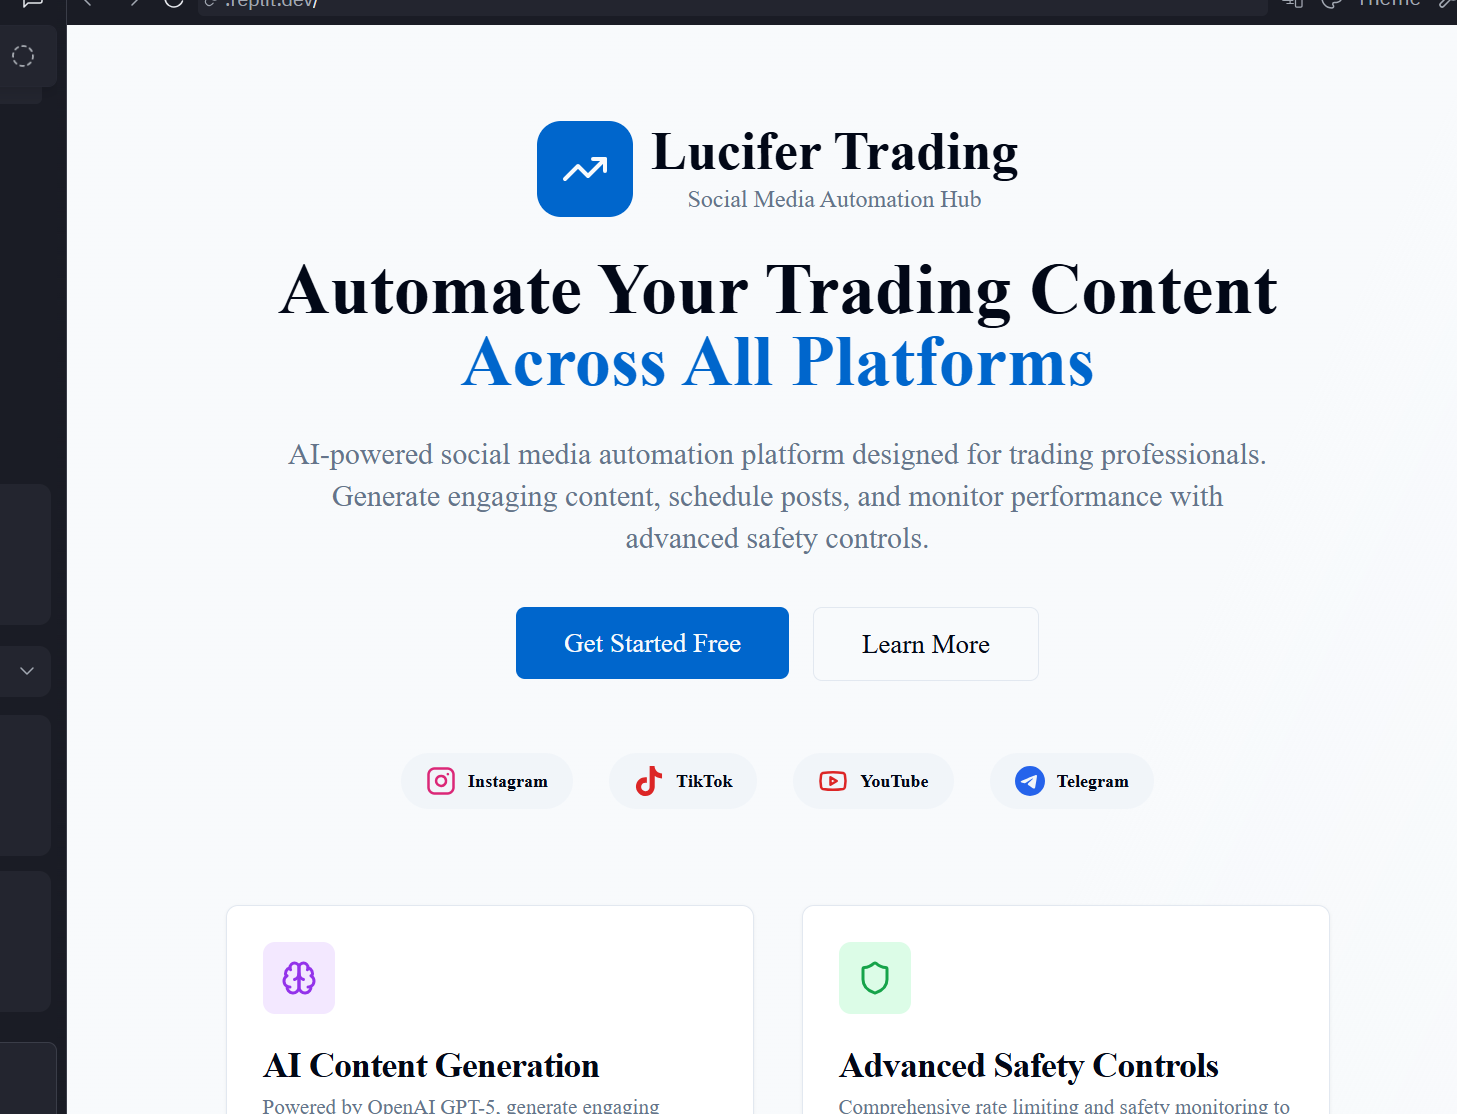 .replit.dev/
Theme
Lucifer Trading
Social Media Automation Hub
Automate Your Trading Content
Across All Platforms
AI-powered social media automation platform designed for trading professionals.
Generate engaging content, schedule posts, and monitor performance with
advanced safety controls.
Get Started Free
Learn More
Instagram
TikTok
YouTube
Telegram
AI Content Generation
Powered by OpenAI GPT-5, generate engaging
Advanced Safety Controls
Comprehensive rate limiting and safety monitoring to